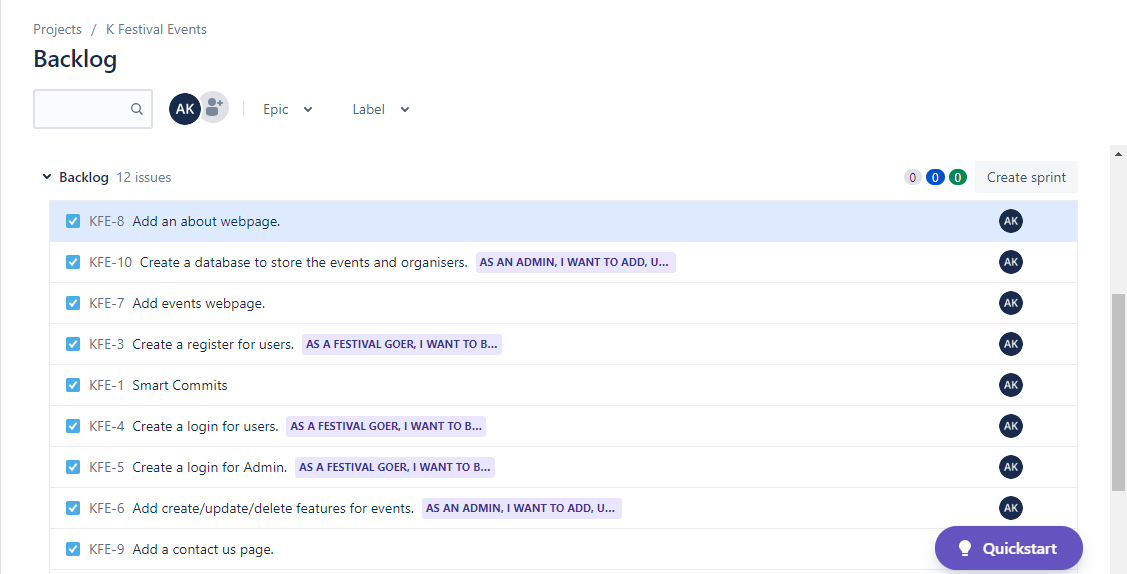 Projects / K Festival Events
Backlog
AK Epic Label
Backlog 12 issues 0 0 0 Create sprint
KFE-8 Add an about webpage. AK
KFE-10 Create a database to store the events and organisers. AS AN ADMIN, I WANT TO ADD, U... AK
KFE-7 Add events webpage. AK
KFE-3 Create a register for users. AS A FESTIVAL GOER, I WANT TO B... AK
KFE-1 Smart Commits AK
KFE-4 Create a login for users. AS A FESTIVAL GOER, I WANT TO B... AK
KFE-5 Create a login for Admin. AS A FESTIVAL GOER, I WANT TO B... AK
KFE-6 Add create/update/delete features for events. AS AN ADMIN, I WANT TO ADD, U... AK
KFE-9 Add a contact us page.
Quickstart